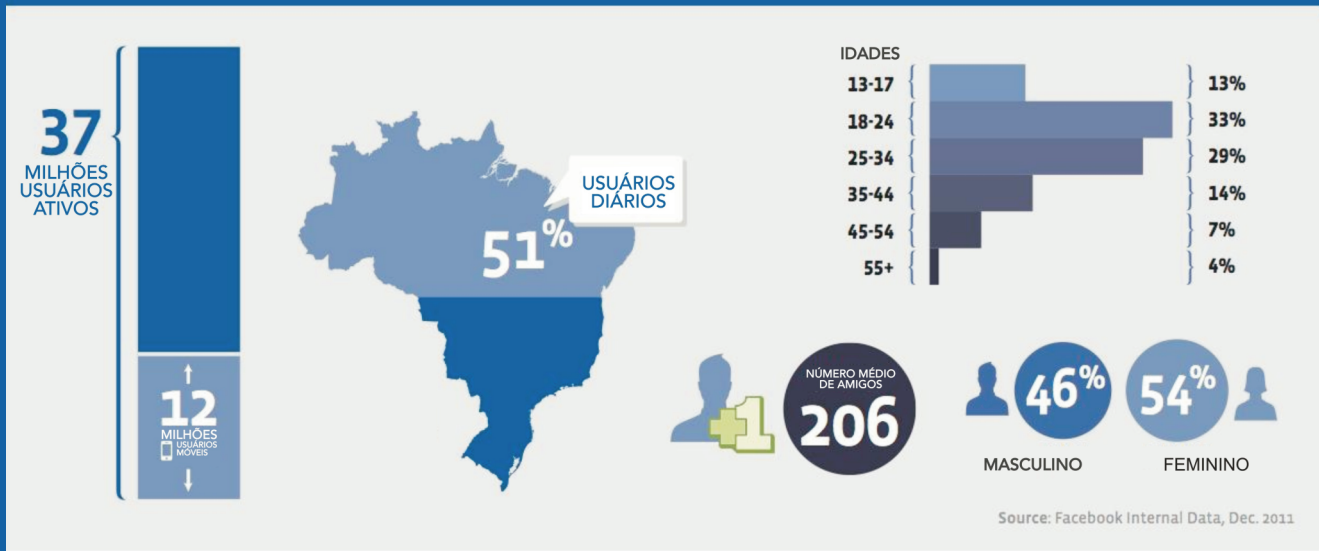 37
MILHÕES
USUÁRIOS
ATIVOS
12
MILHÕES
USUÁRIOS
MÓVEIS
USUÁRIOS
DIÁRIOS
51%
IDADES
13-17 13%
18-24 33%
25-34 29%
35-44 14%
45-54 7%
55+ 4%
+1
NÚMERO MÉDIO
DE AMIGOS
206
46%
MASCULINO
54%
FEMININO
Source: Facebook Internal Data, Dec. 2011